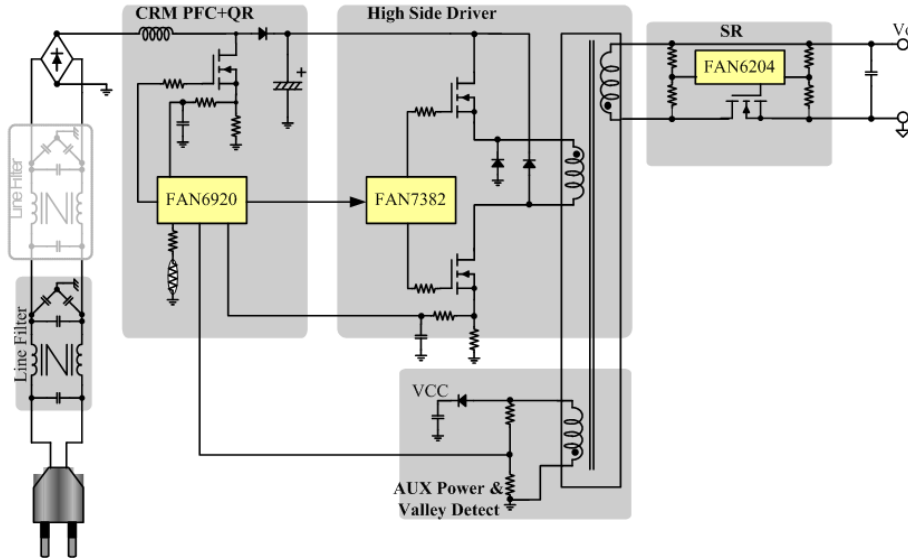 CRM PFC+QR
High Side Driver
SR
FAN6204
Line Filter
FAN6920
FAN7382
Line Filter
VCC
AUX Power &
Valley Detect